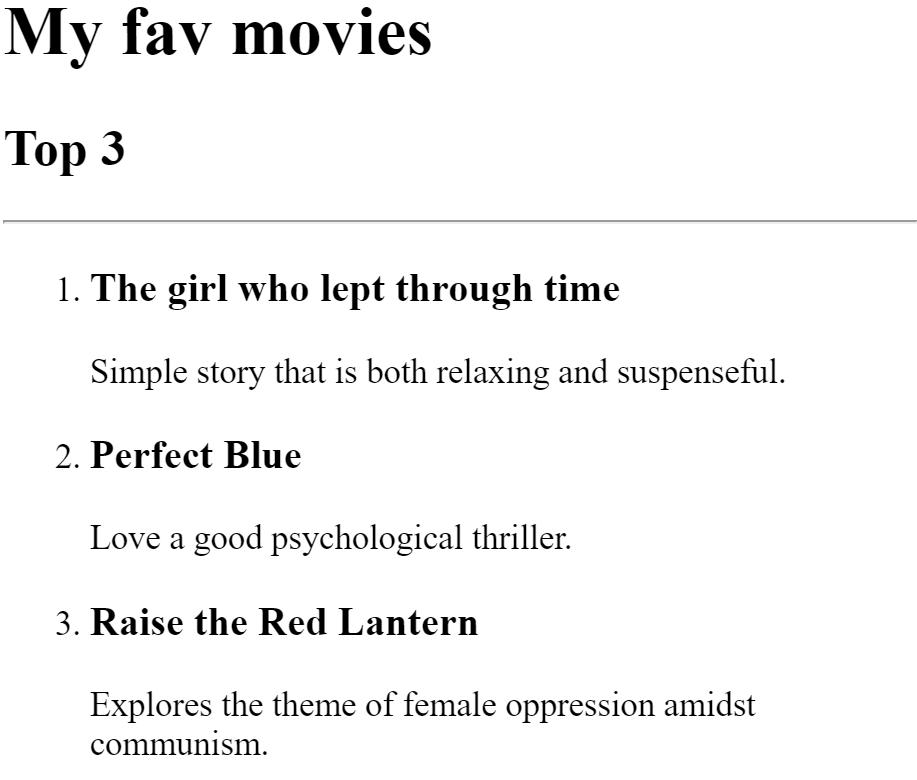 My fav movies
Top 3
1. The girl who lept through time
Simple story that is both relaxing and suspenseful.
2. Perfect Blue
Love a good psychological thriller.
3. Raise the Red Lantern
Explores the theme of female oppression amidst
communism.